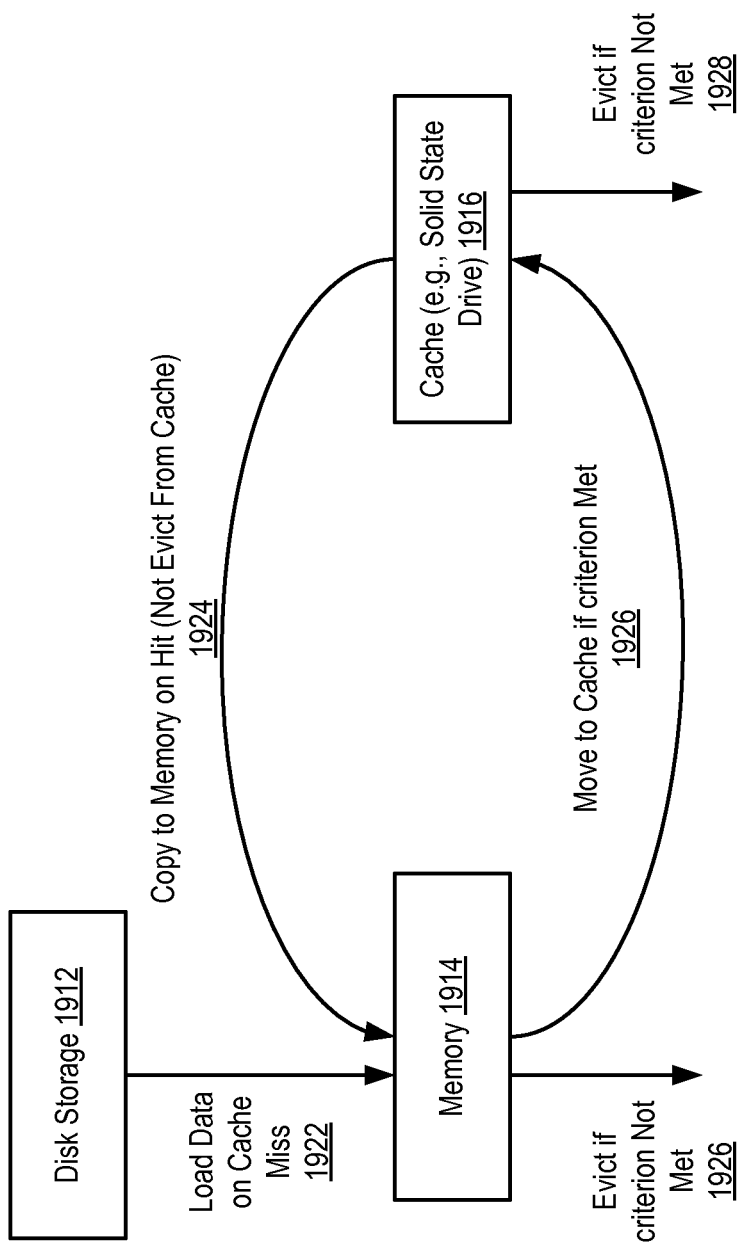 Disk Storage 1912
Load Data
on Cache
Miss
1922
Copy to Memory on Hit (Not Evict From Cache)
1924
Memory 1914
Cache (e.g., Solid State
Drive) 1916
Move to Cache if criterion Met
1926
Evict if
criterion Not
Met
1926
Evict if
criterion Not
Met
1928